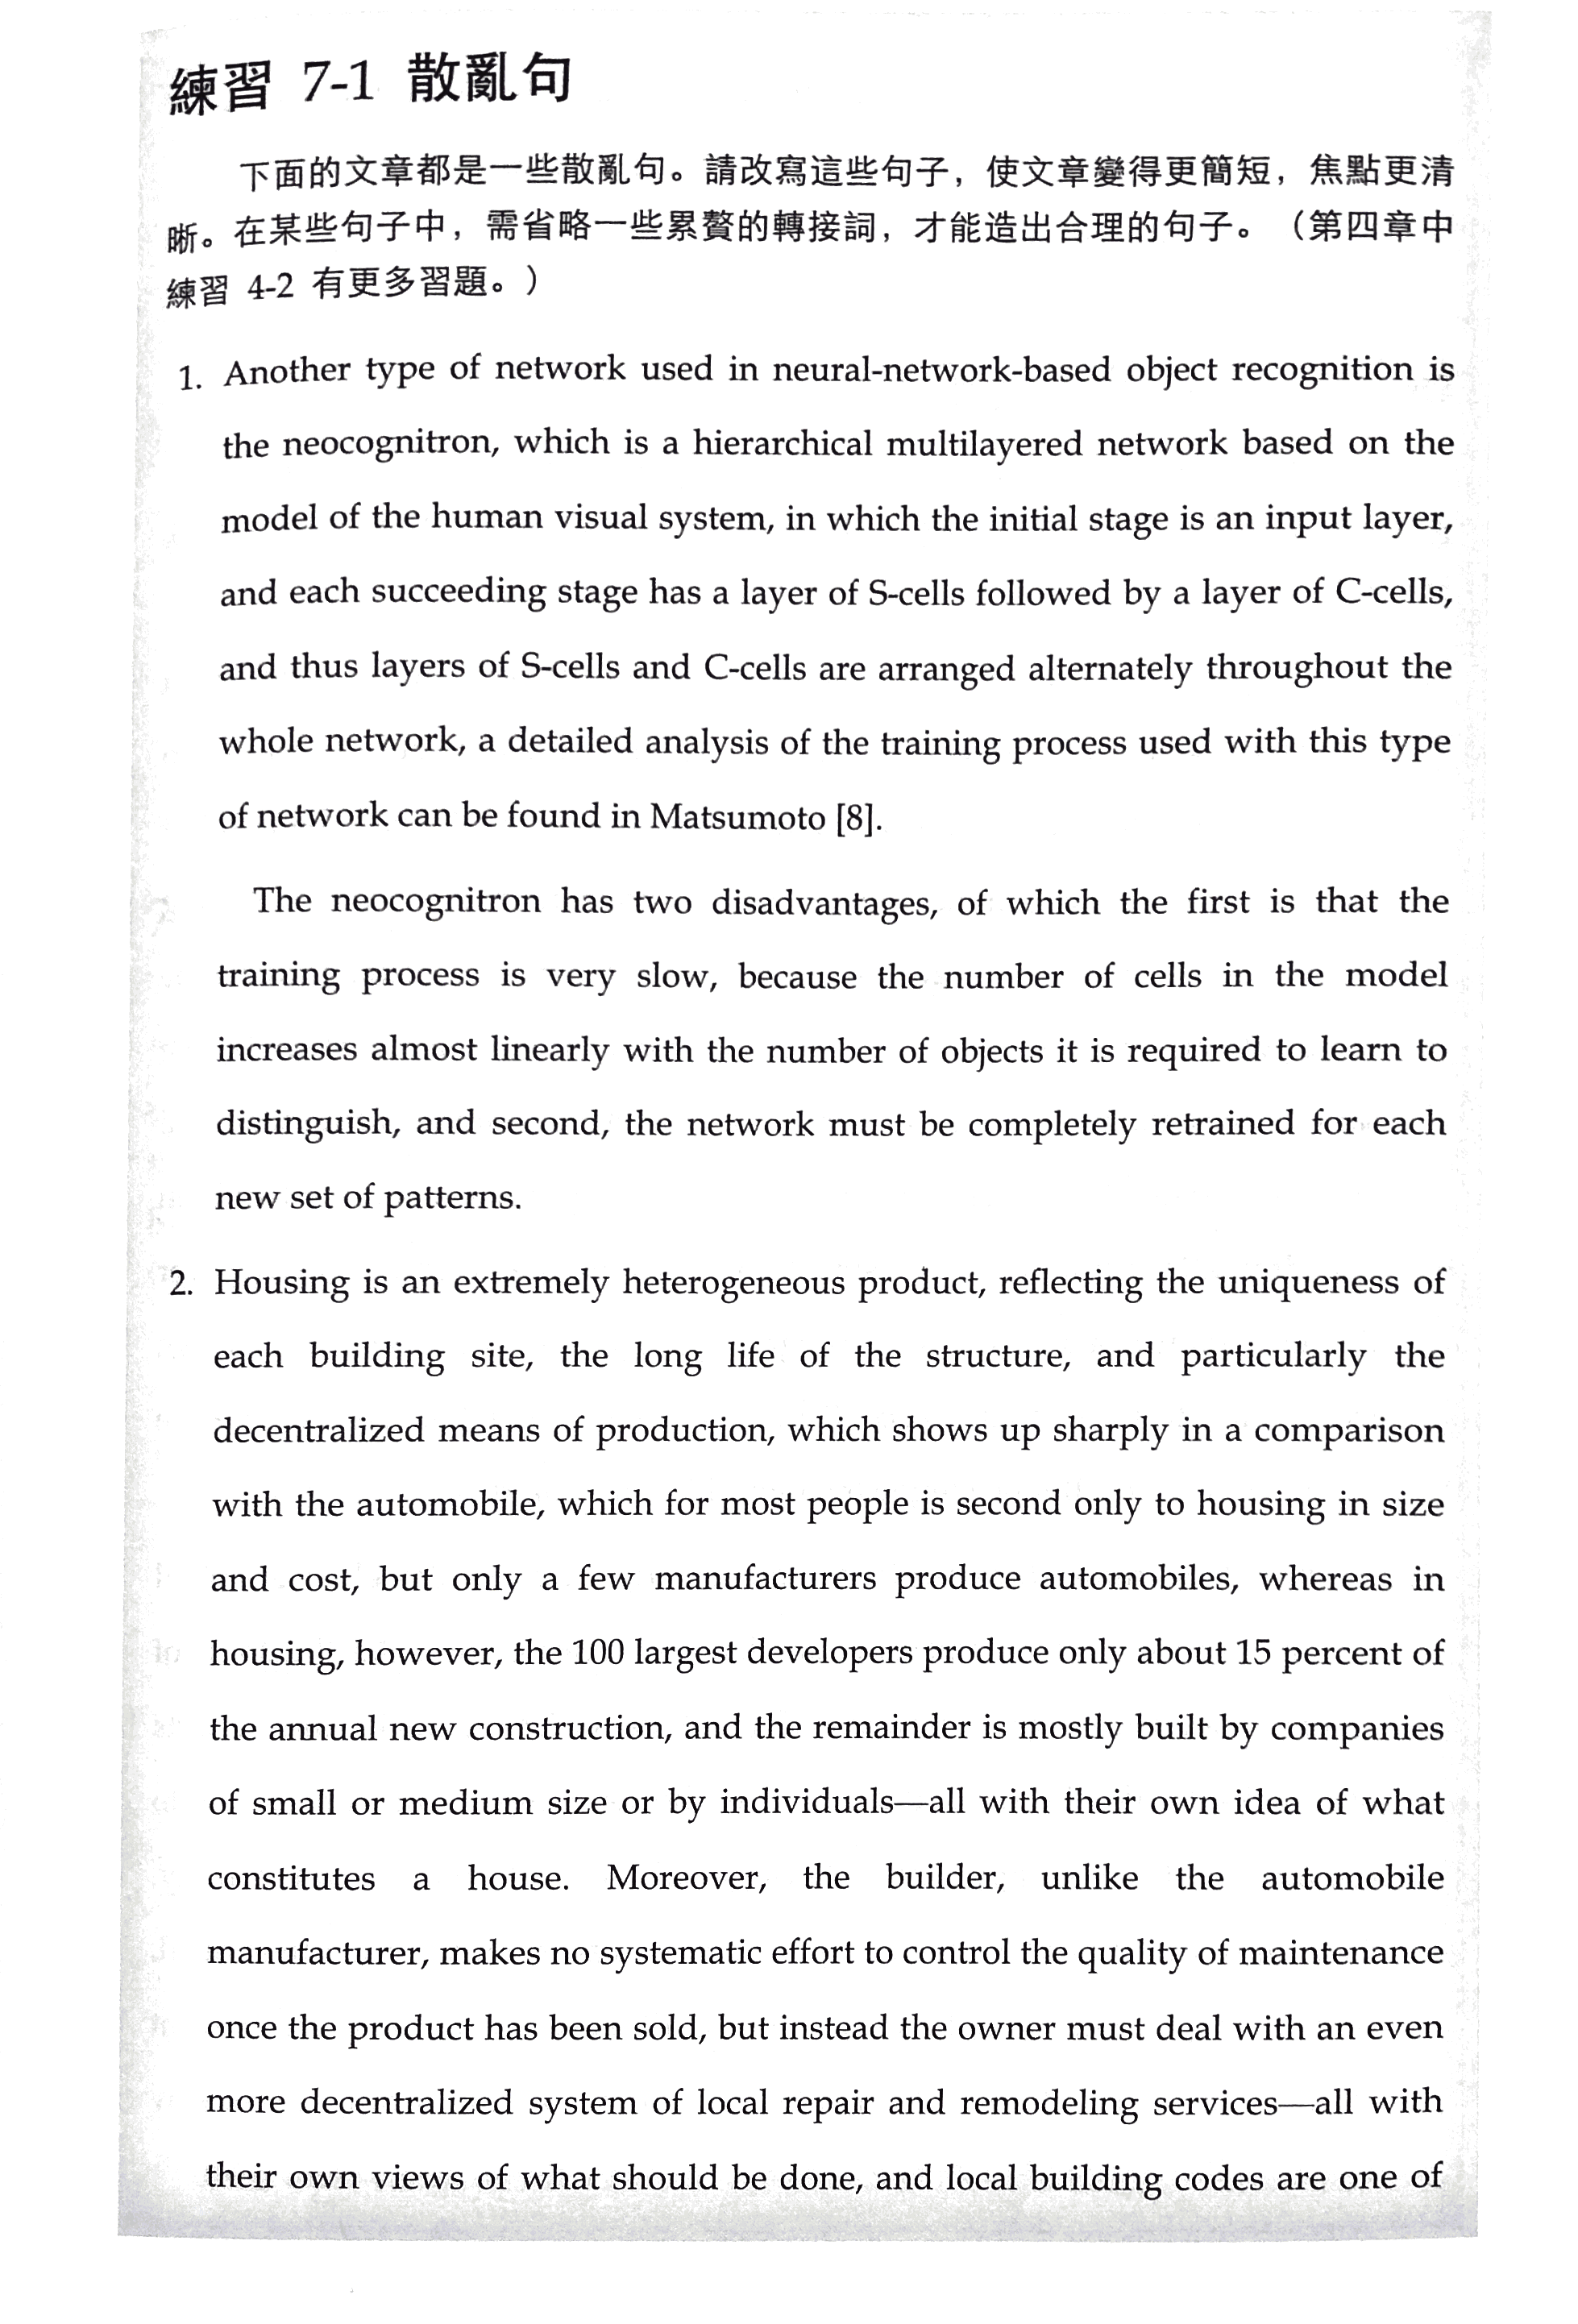 練習 7-1 散亂句
下面的文章都是一些散亂句。請改寫這些句子，使文章變得更簡短，焦點更清
晰。在某些句子中，需省略一些累贅的轉接詞，才能造出合理的句子。（第四章中
練習 4-2 有更多習題。）
1. Another type of network used in neural-network-based object recognition is
the neocognitron, which is a hierarchical multilayered network based on the
model of the human visual system, in which the initial stage is an input layer,
and each succeeding stage has a layer of S-cells followed by a layer of C-cells,
and thus layers of S-cells and C-cells are arranged alternately throughout the
whole network, a detailed analysis of the training process used with this type
of network can be found in Matsumoto [8].
The neocognitron has two disadvantages, of which the first is that the
training process is very slow, because the number of cells in the model
increases almost linearly with the number of objects it is required to learn to
distinguish, and second, the network must be completely retrained for each
new set of patterns.
2. Housing is an extremely heterogeneous product, reflecting the uniqueness of
each building site, the long life of the structure, and particularly the
decentralized means of production, which shows up sharply in a comparison
with the automobile, which for most people is second only to housing in size
and cost, but only a few manufacturers produce automobiles, whereas in
housing, however, the 100 largest developers produce only about 15 percent of
the annual new construction, and the remainder is mostly built by companies
of small or medium size or by individuals—all with their own idea of what
constitutes a house. Moreover, the builder, unlike the automobile
manufacturer, makes no systematic effort to control the quality of maintenance
once the product has been sold, but instead the owner must deal with an even
more decentralized system of local repair and remodeling services—all with
their own views of what should be done, and local building codes are one of